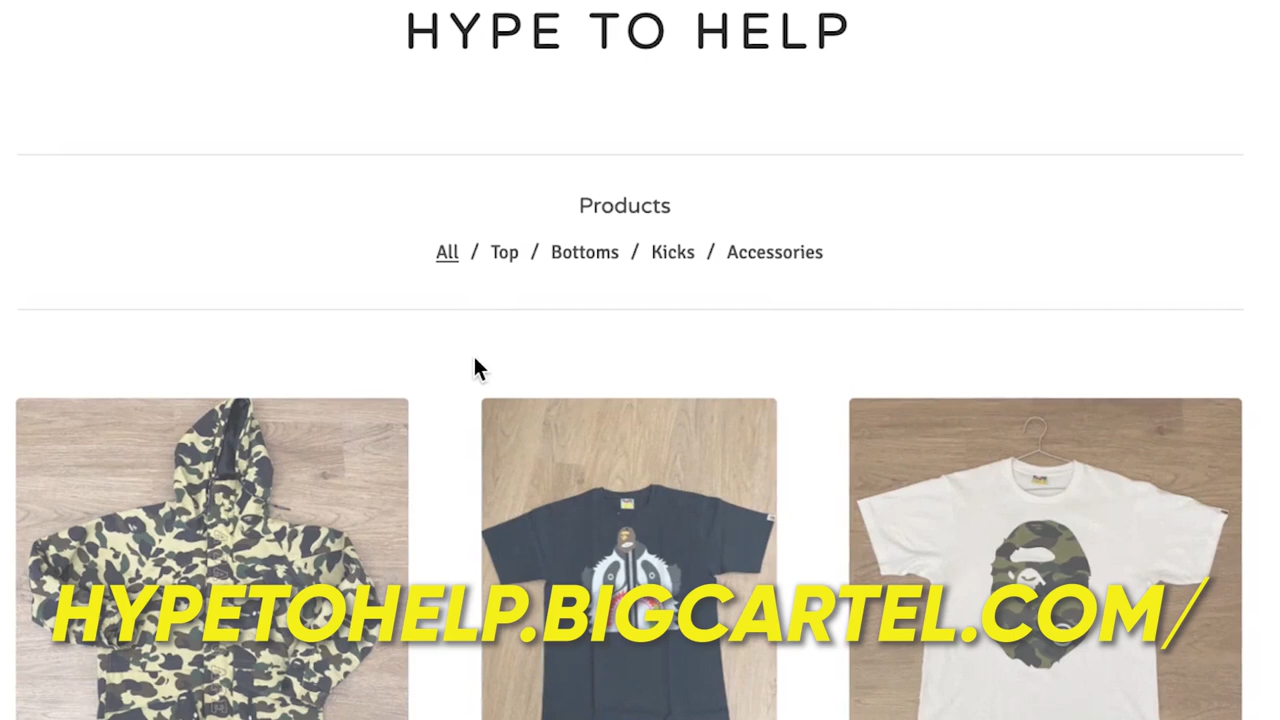 HYPE TO HELP
Products
All / Top / Bottoms / Kicks / Accessories
HYPETOHELP.BIGCARTEL.COM/